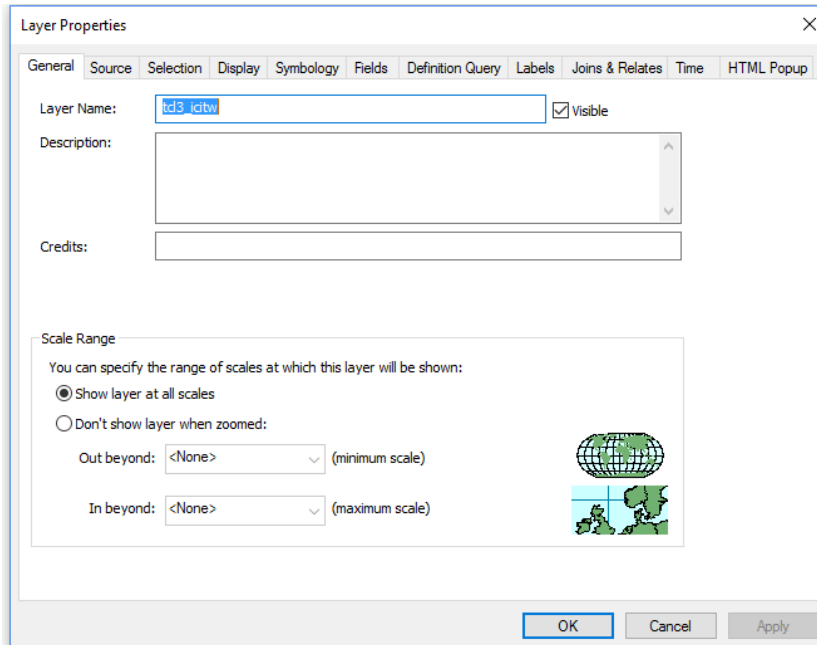 Layer Properties
General Source Selection Display Symbology Fields Definition Query Labels Joins & Relates Time HTML Popup
Layer Name: tcl3_icitw Visible
Description:
Credits:
Scale Range
You can specify the range of scales at which this layer will be shown:
Show layer at all scales
Don't show layer when zoomed:
Out beyond: <None> (minimum scale)
In beyond: <None> (maximum scale)
OK Cancel Apply